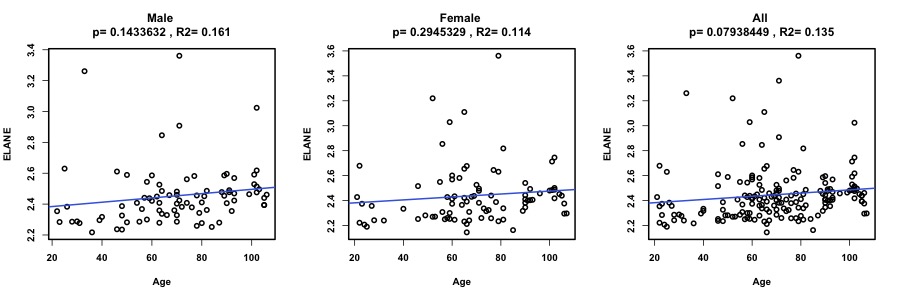 Male
p= 0.1433632 , R2= 0.161
ELANE
2.2 2.4 2.6 2.8 3.0 3.2 3.4
20 40 60 80 100
Age
Female
p= 0.2945329 , R2= 0.114
ELANE
2.2 2.4 2.6 2.8 3.0 3.2 3.4 3.6
20 40 60 80 100
Age
All
p= 0.07938449 , R2= 0.135
ELANE
2.2 2.4 2.6 2.8 3.0 3.2 3.4 3.6
20 40 60 80 100
Age